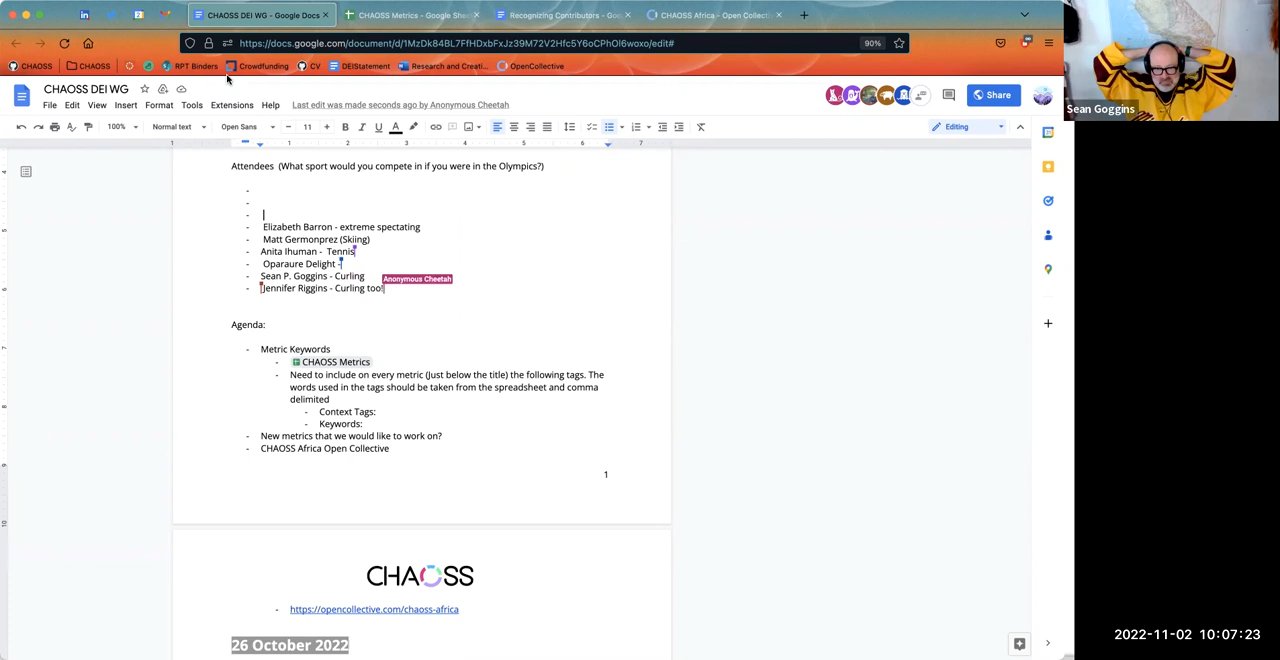 CHAOSS DEI WG - Google Docs
CHAOSS Metrics - Google She
Recognizing Contributors - Goo
CHAOSS Africa - Open Collecti
https://docs.google.com/document/d/1MzDk84BL7FfHDxbFxJz39M72V2Hfc5Y6oCPhOl6woxo/edit#
90%
CHAOSS
CHAOSS
RPT Binders
Crowdfunding
CV
DEIStatement
Research and Creati...
OpenCollective
Sean Goggins
CHAOSS DEI WG
File Edit View Insert Format Tools Extensions Help
Last edit was made seconds ago by Anonymous Cheetah
Share
100%
Normal text
Open Sans
11
Editing
Attendees (What sport would you compete in if you were in the Olympics?)
-
-
-
- Elizabeth Barron - extreme spectating
- Matt Germonprez (Skiing)
- Anita Ihuman - Tennis
- Oparaure Delight -
- Sean P. Goggins - Curling
Anonymous Cheetah
- Jennifer Riggins - Curling too!
Agenda:
- Metric Keywords
- CHAOSS Metrics
- Need to include on every metric (Just below the title) the following tags. The
words used in the tags should be taken from the spreadsheet and comma
delimited
- Context Tags:
- Keywords:
- New metrics that we would like to work on?
- CHAOSS Africa Open Collective
1
CHAOSS
- https://opencollective.com/chaoss-africa
26 October 2022
2022-11-02 10:07:23